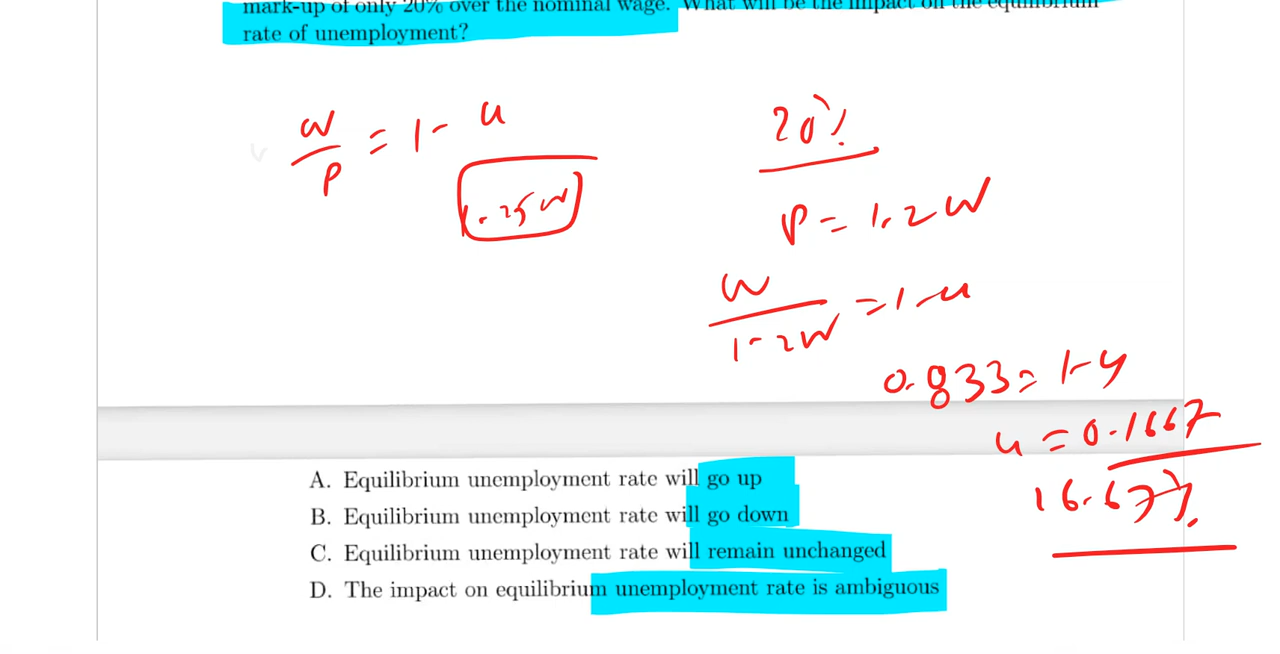 mark-up of only 20% over the nominal wage. What will be the impact on the equilibrium
rate of unemployment?
w/p = 1 - u
1.25w
20%
p = 1.2w
w/1.2w = 1-u
0.833 = 1-u
u = 0.1667
16.67%
A. Equilibrium unemployment rate will go up
B. Equilibrium unemployment rate will go down
C. Equilibrium unemployment rate will remain unchanged
D. The impact on equilibrium unemployment rate is ambiguous